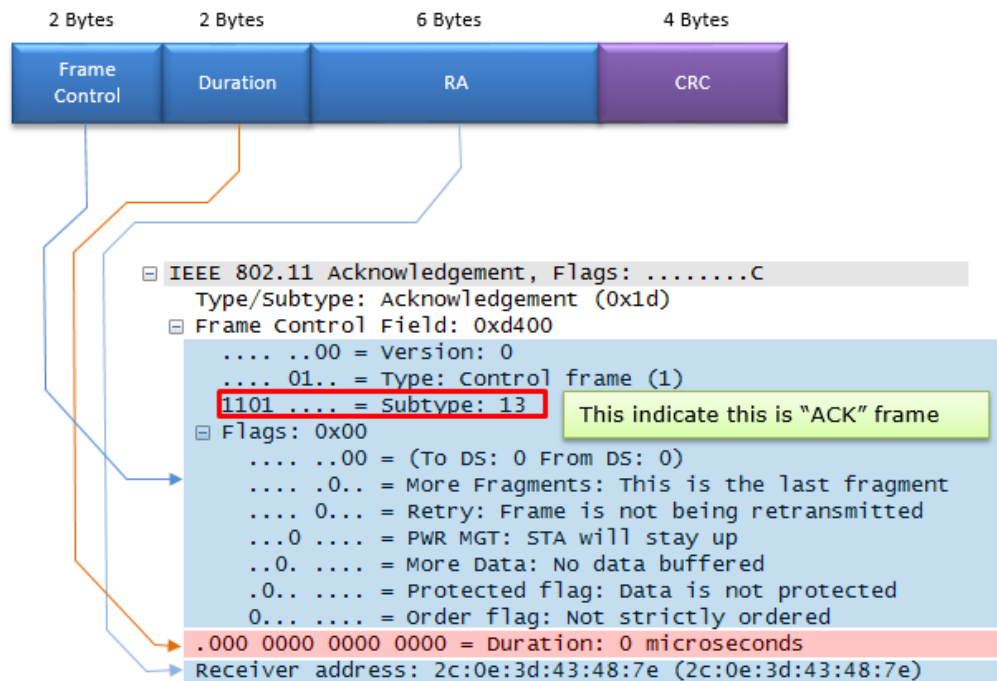 2 Bytes 2 Bytes 6 Bytes 4 Bytes
Frame Control Duration RA CRC
IEEE 802.11 Acknowledgement, Flags: ........C
Type/Subtype: Acknowledgement (0x1d)
Frame Control Field: 0xd400
.... ..00 = Version: 0
.... 01.. = Type: Control frame (1)
1101 .... = Subtype: 13
This indicate this is “ACK” frame
Flags: 0x00
.... ..00 = (To DS: 0 From DS: 0)
.... .0.. = More Fragments: This is the last fragment
.... 0... = Retry: Frame is not being retransmitted
...0 .... = PWR MGT: STA will stay up
..0. .... = More Data: No data buffered
.0.. .... = Protected flag: Data is not protected
0... .... = Order flag: Not strictly ordered
.000 0000 0000 0000 = Duration: 0 microseconds
Receiver address: 2c:0e:3d:43:48:7e (2c:0e:3d:43:48:7e)